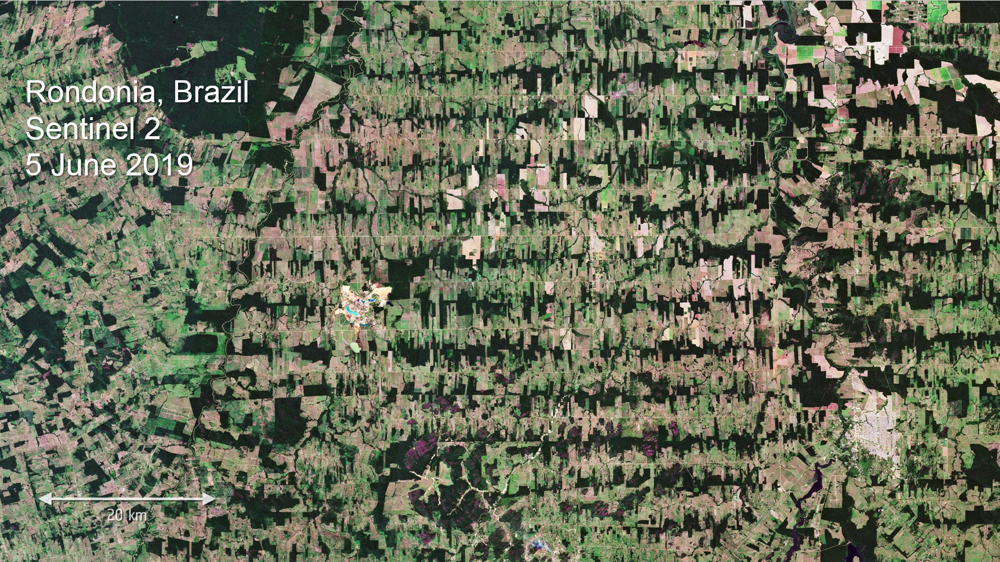 Rondonia, Brazil
Sentinel 2
5 June 2019
20 km